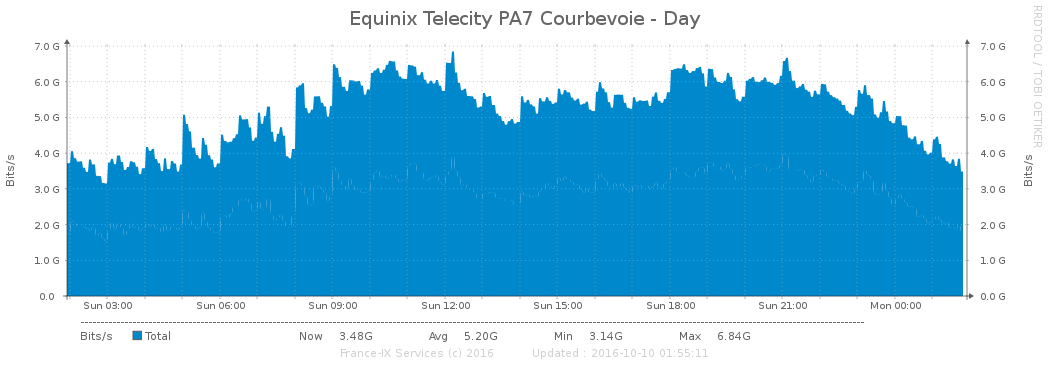 Equinix Telecity PA7 Courbevoie - Day
RRDTOOL / TOBI OETIKER
7.0 G 7.0 G
6.0 G 6.0 G
5.0 G 5.0 G
4.0 G 4.0 G
3.0 G 3.0 G
2.0 G 2.0 G
1.0 G 1.0 G
0.0 0.0 G
Bits/s
Bits/s
Sun 03:00 Sun 06:00 Sun 09:00 Sun 12:00 Sun 15:00 Sun 18:00 Sun 21:00 Mon 00:00
Bits/s Total Now 3.48G Avg 5.20G Min 3.14G Max 6.84G
France-IX Services (c) 2016 Updated : 2016-10-10 01:55:11